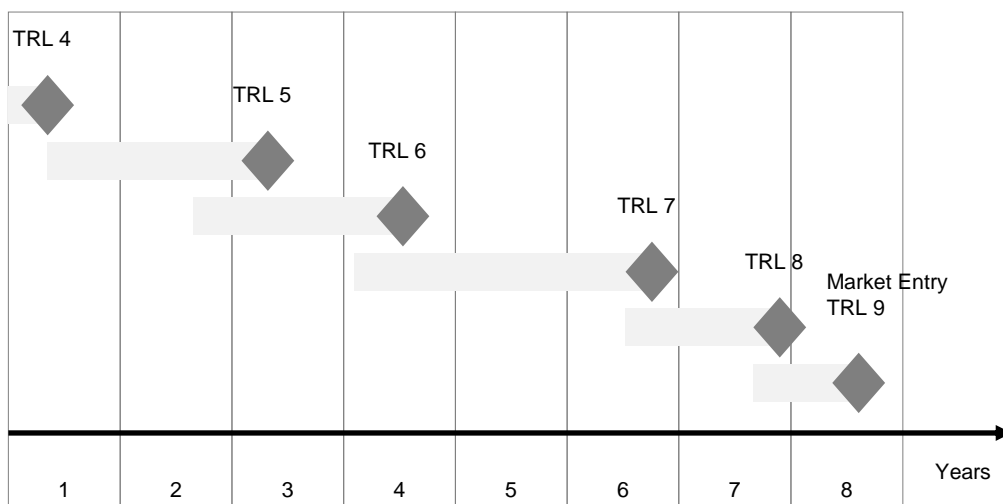 TRL 4
TRL 5
TRL 6
TRL 7
TRL 8
Market Entry
TRL 9
Years
1 2 3 4 5 6 7 8